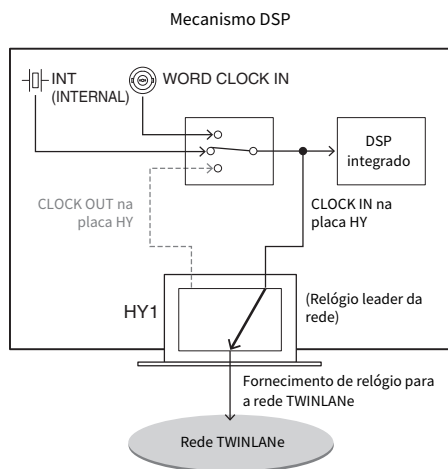 Mecanismo DSP
INT
(INTERNAL)
WORD CLOCK IN
DSP
integrado
CLOCK OUT na
placa HY
CLOCK IN na
placa HY
HY1
(Relógio leader da
rede)
Fornecimento de relógio para
a rede TWINLANe
Rede TWINLANe